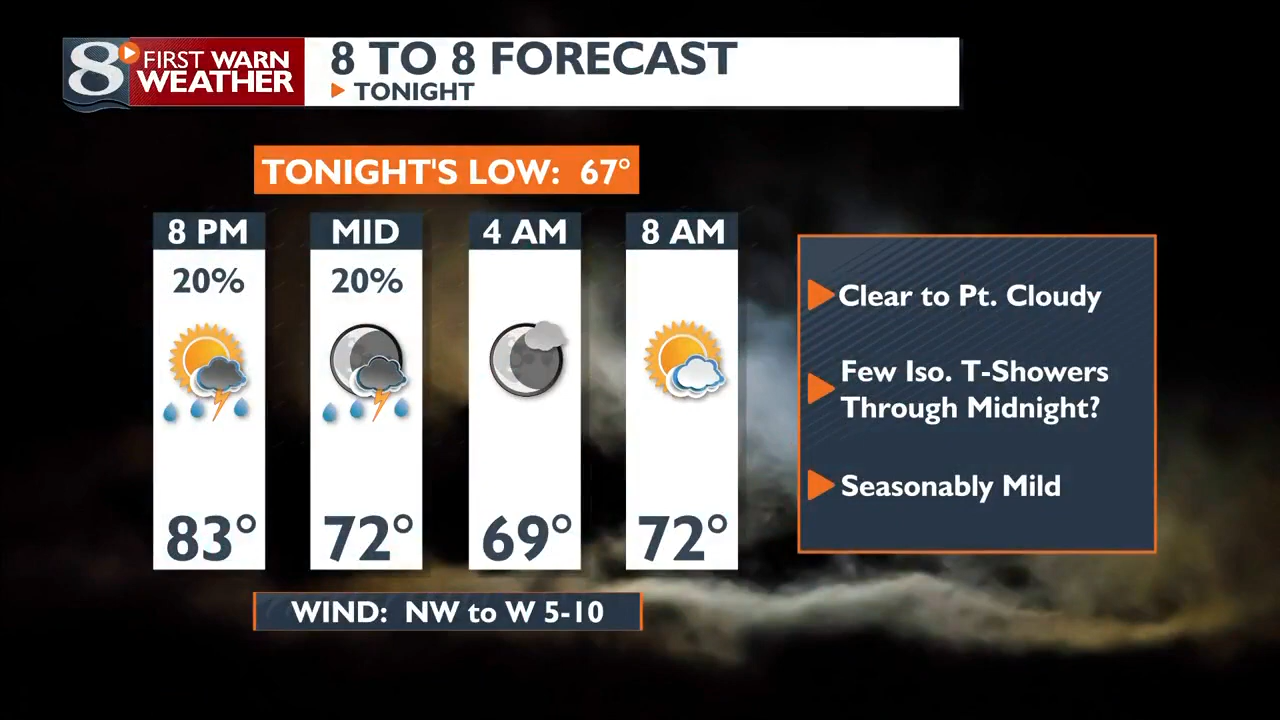 8 FIRST WARN
WEATHER
8 TO 8 FORECAST
TONIGHT
TONIGHT'S LOW: 67°
8 PM MID 4 AM 8 AM
20% 20%
83° 72° 69° 72°
WIND: NW to W 5-10
Clear to Pt. Cloudy
Few Iso. T-Showers
Through Midnight?
Seasonably Mild